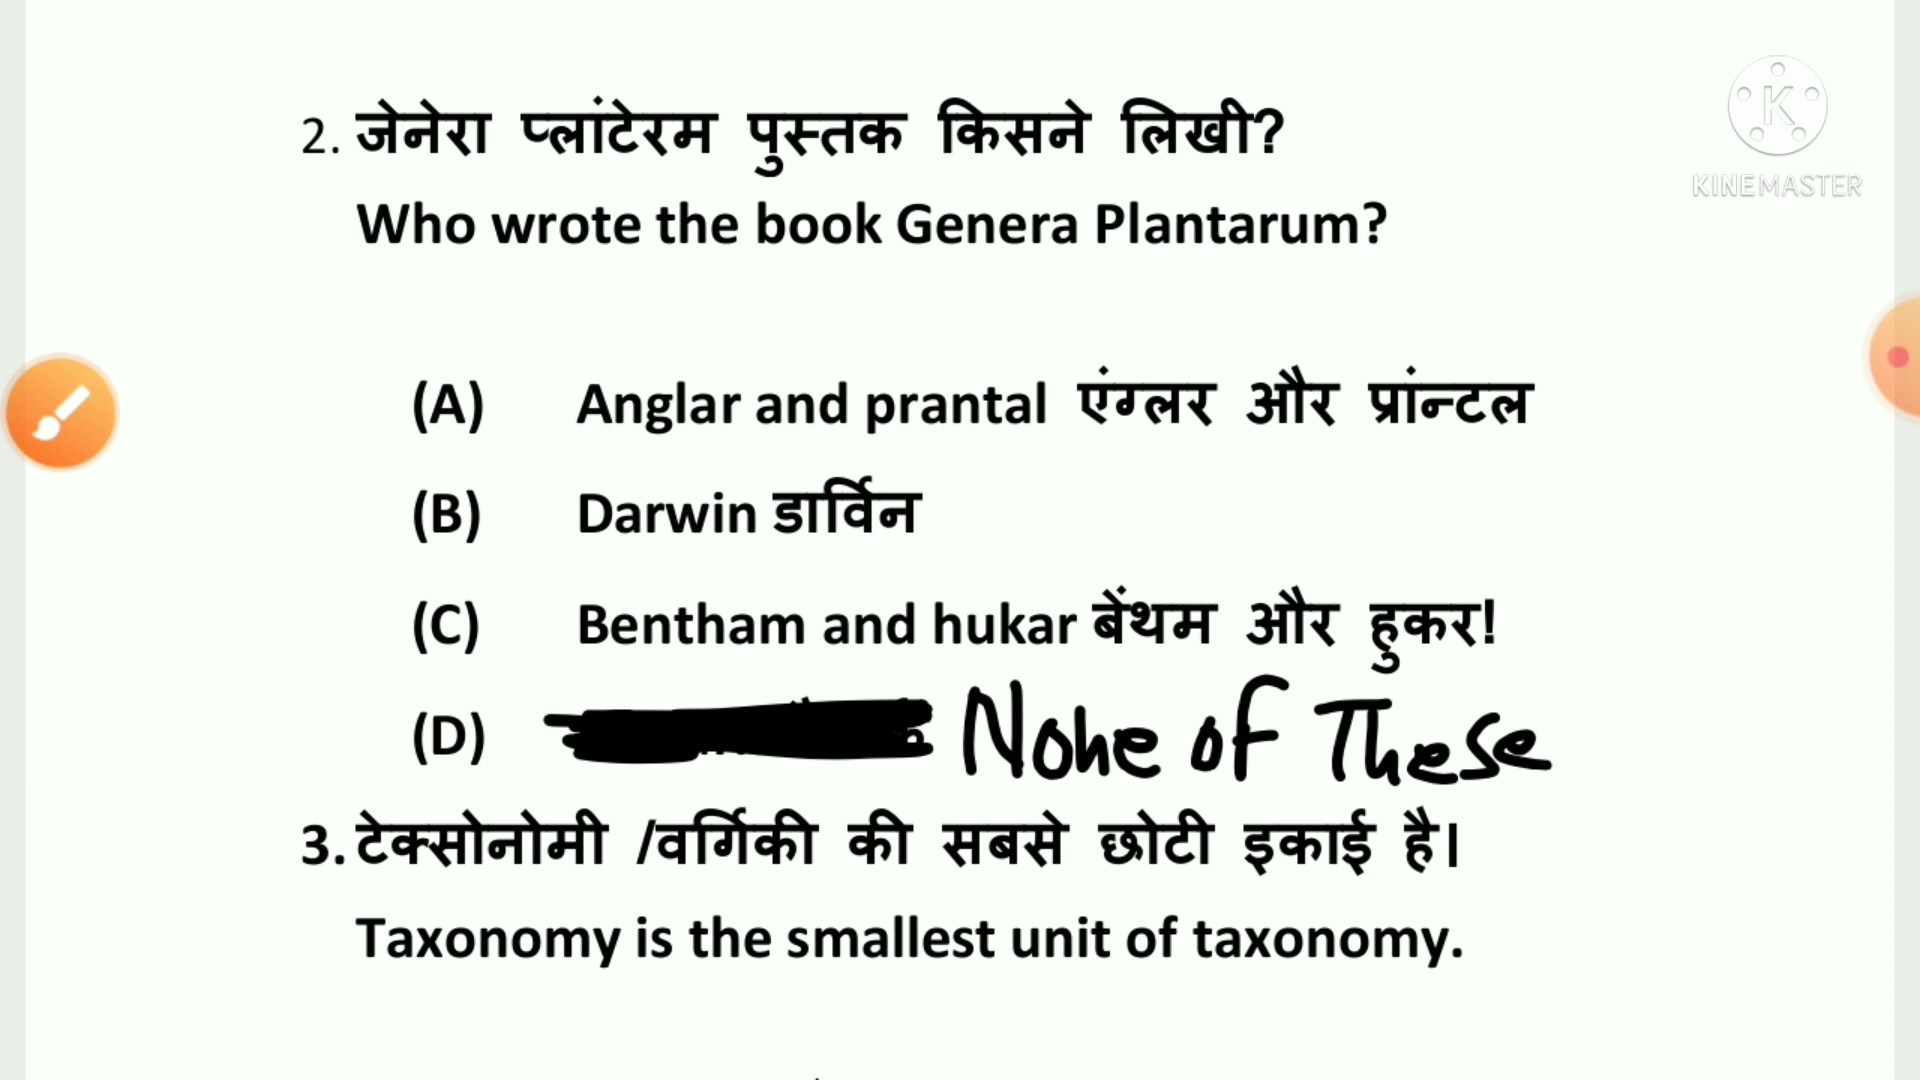 2. जेनेरा प्लांटेरम पुस्तक किसने लिखी?
Who wrote the book Genera Plantarum?
KINEMASTER
(A) Anglar and prantal एंग्लर और प्रांन्टल
(B) Darwin डार्विन
(C) Bentham and hukar बेंथम और हुकर!
(D) None of These
3. टेक्सोनोमी /वर्गिकी की सबसे छोटी इकाई है।
Taxonomy is the smallest unit of taxonomy.